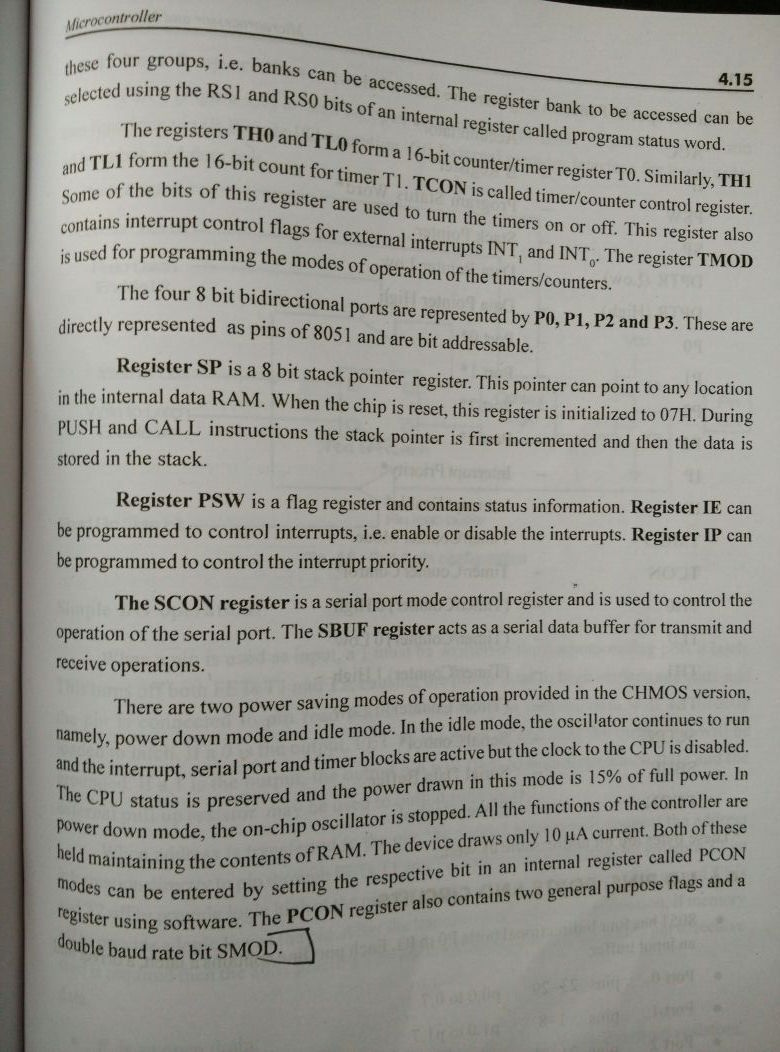 Microcontroller
4.15
these four groups, i.e. banks can be accessed. The register bank to be accessed can be
selected using the RS1 and RS0 bits of an internal register called program status word.
The registers TH0 and TL0 form a 16-bit counter/timer register T0. Similarly, TH1
and TL1 form the 16-bit count for timer T1. TCON is called timer/counter control register.
Some of the bits of this register are used to turn the timers on or off. This register also
contains interrupt control flags for external interrupts INT₁ and INT₀. The register TMOD
is used for programming the modes of operation of the timers/counters.
The four 8 bit bidirectional ports are represented by P0, P1, P2 and P3. These are
directly represented as pins of 8051 and are bit addressable.
Register SP is a 8 bit stack pointer register. This pointer can point to any location
in the internal data RAM. When the chip is reset, this register is initialized to 07H. During
PUSH and CALL instructions the stack pointer is first incremented and then the data is
stored in the stack.
Register PSW is a flag register and contains status information. Register IE can
be programmed to control interrupts, i.e. enable or disable the interrupts. Register IP can
be programmed to control the interrupt priority.
The SCON register is a serial port mode control register and is used to control the
operation of the serial port. The SBUF register acts as a serial data buffer for transmit and
receive operations.
There are two power saving modes of operation provided in the CHMOS version,
namely, power down mode and idle mode. In the idle mode, the oscillator continues to run
and the interrupt, serial port and timer blocks are active but the clock to the CPU is disabled.
The CPU status is preserved and the power drawn in this mode is 15% of full power. In
power down mode, the on-chip oscillator is stopped. All the functions of the controller are
held maintaining the contents of RAM. The device draws only 10 μA current. Both of these
modes can be entered by setting the respective bit in an internal register called PCON
register using software. The PCON register also contains two general purpose flags and a
double baud rate bit SMOD.